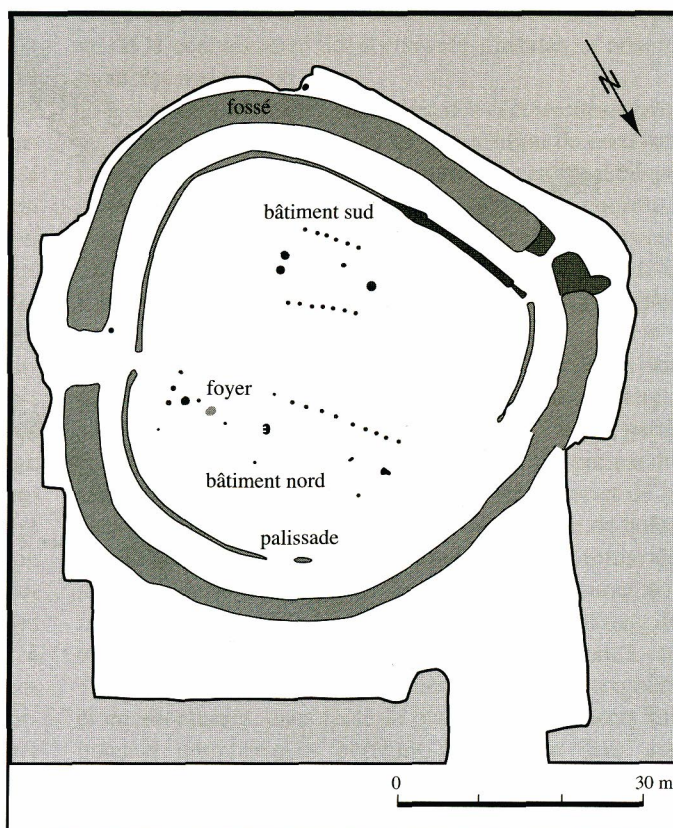 N
fossé
bâtiment sud
foyer
bâtiment nord
palissade
0 30 m